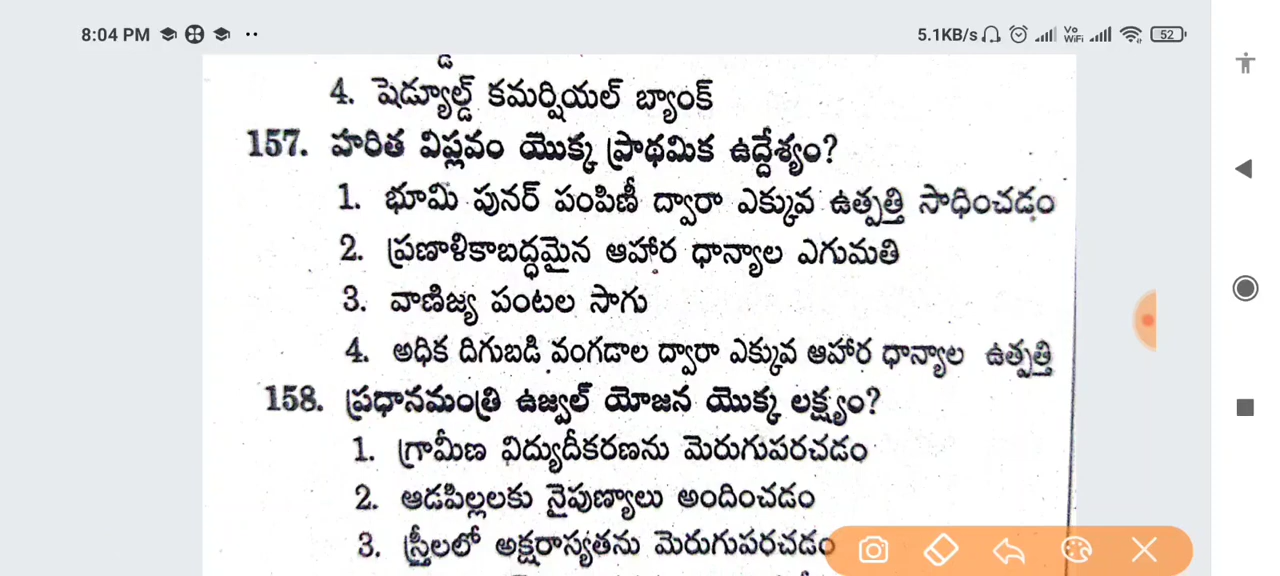 8:04 PM
5.1KB/s Vo WiFi 52
4. షెడ్యూల్డ్ కమర్షియల్ బ్యాంక్
157. హరిత విప్లవం యొక్క ప్రాథమిక ఉద్దేశ్యం?
1. భూమి పునర్ పంపిణీ ద్వారా ఎక్కువ ఉత్పత్తి సాధించడం
2. ప్రణాళికాబద్ధమైన ఆహార ధాన్యాల ఎగుమతి
3. వాణిజ్య పంటల సాగు
4. అధిక దిగుబడి వంగడాల ద్వారా ఎక్కువ ఆహార ధాన్యాల ఉత్పత్తి
158. ప్రధానమంత్రి ఉజ్వల్ యోజన యొక్క లక్ష్యం?
1. గ్రామీణ విద్యుదీకరణను మెరుగుపరచడం
2. ఆడపిల్లలకు నైపుణ్యాలు అందించడం
3. స్త్రీలలో అక్షరాస్యతను మెరుగుపరచడం